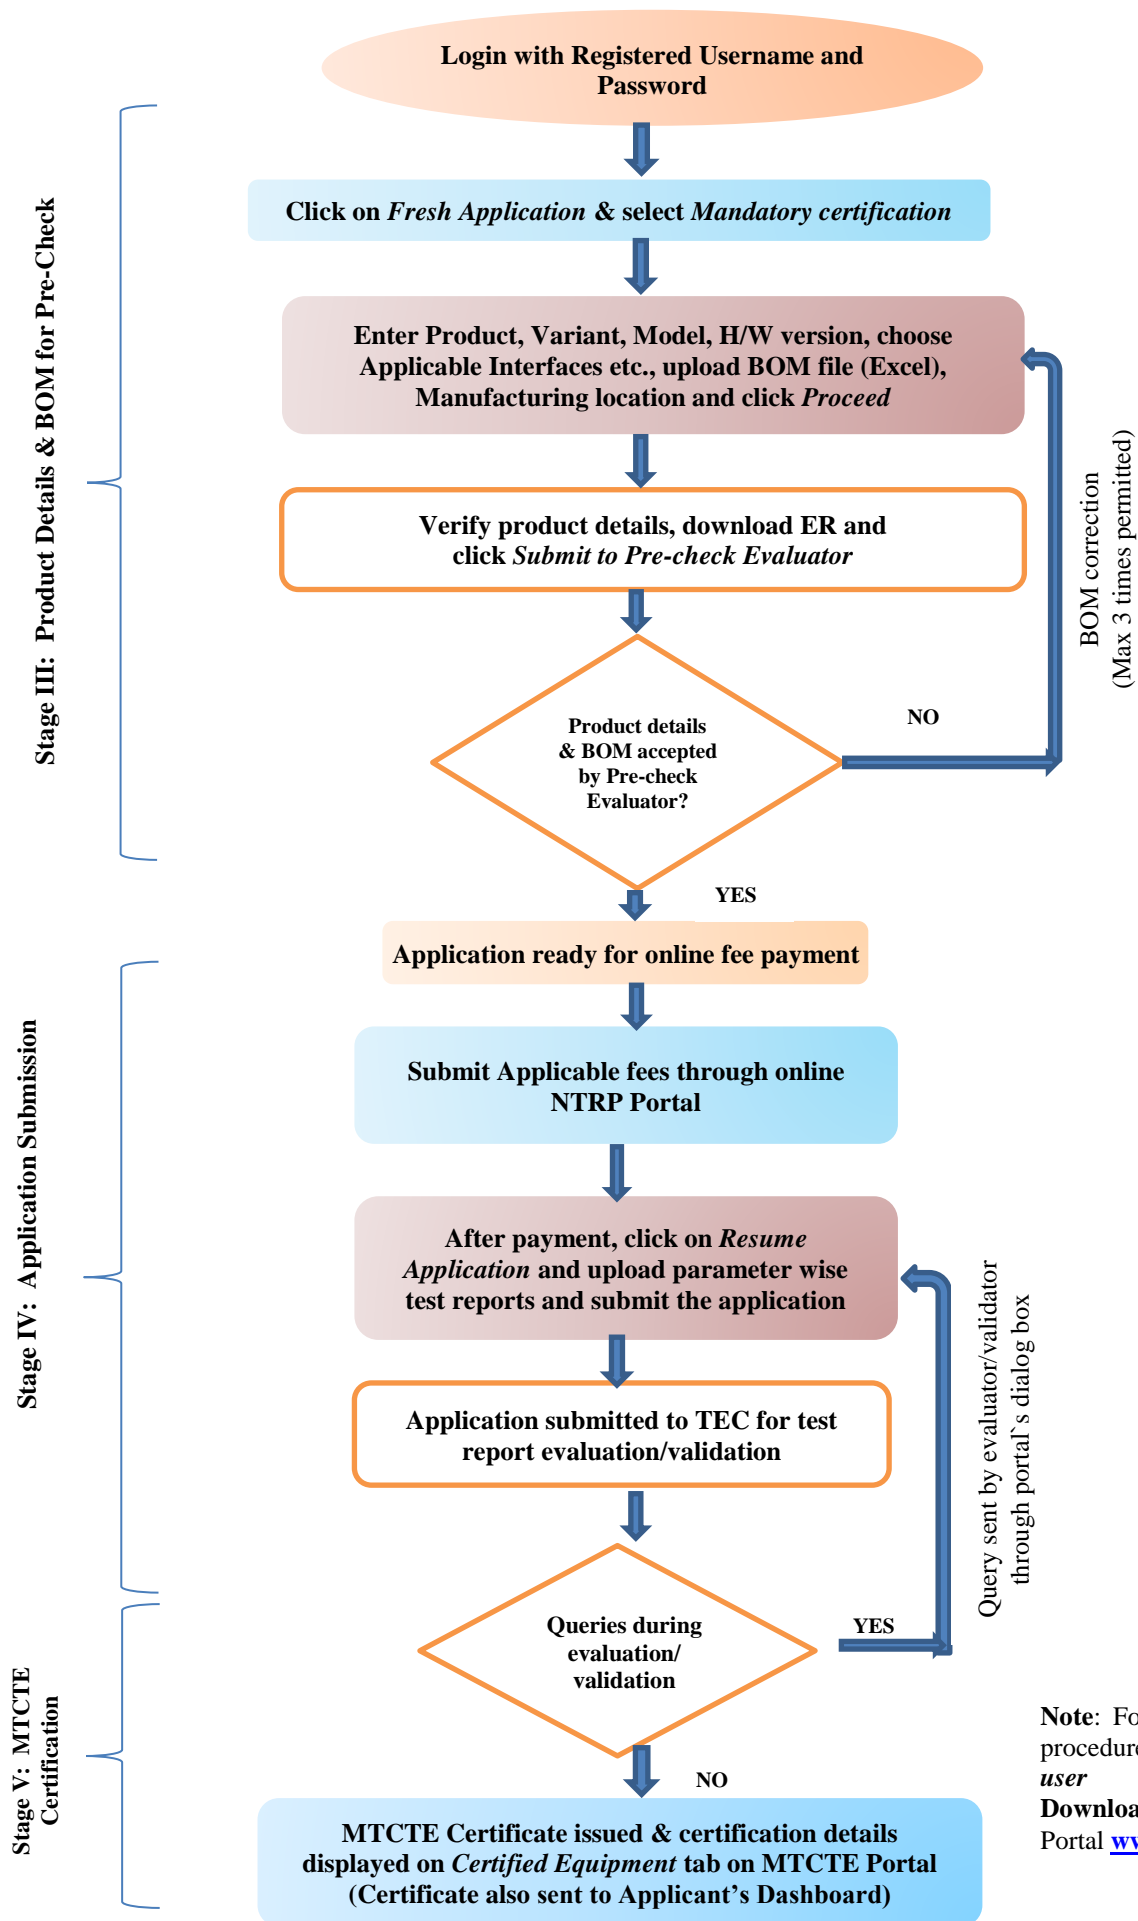 Login with Registered Username and
Password
Click on Fresh Application & select Mandatory certification
Stage III: Product Details & BOM for Pre-Check
Enter Product, Variant, Model, H/W version, choose
Applicable Interfaces etc., upload BOM file (Excel),
Manufacturing location and click Proceed
Verify product details, download ER and
click Submit to Pre-check Evaluator
BOM correction
(Max 3 times permitted)
Product details
& BOM accepted
by Pre-check
Evaluator?
NO
YES
Application ready for online fee payment
Stage IV: Application Submission
Submit Applicable fees through online
NTRP Portal
After payment, click on Resume
Application and upload parameter wise
test reports and submit the application
Application submitted to TEC for test
report evaluation/validation
Query sent by evaluator/validator
through portal`s dialog box
Queries during
evaluation/
validation
YES
NO
Stage V: MTCTE
Certification
MTCTE Certificate issued & certification details
displayed on Certified Equipment tab on MTCTE Portal
(Certificate also sent to Applicant’s Dashboard)
Note: Fo
procedure
user
Downloa
Portal ww